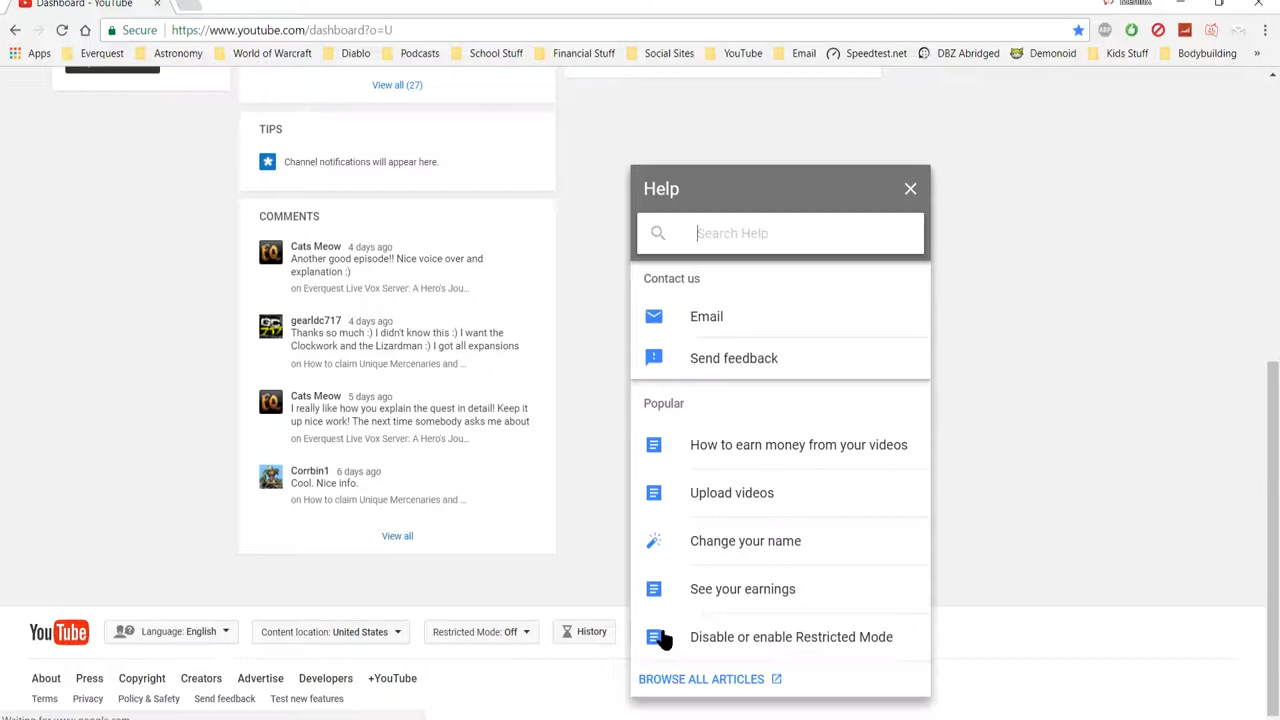 Dashboard - YouTube
Secure https://www.youtube.com/dashboard?o=U
Apps Everquest Astronomy World of Warcraft Diablo Podcasts School Stuff Financial Stuff Social Sites YouTube Email Speedtest.net DBZ Abridged Demonoid Kids Stuff Bodybuilding »
View all (27)
TIPS
Channel notifications will appear here.
COMMENTS
Cats Meow 4 days ago
Another good episode!! Nice voice over and
explanation :)
on Everquest Live Vox Server: A Hero's Jou...
gearldc717 4 days ago
Thanks so much :) I didn't know this :) I want the
Clockwork and the Lizardman :) I got all expansions
on How to claim Unique Mercenaries and ...
Cats Meow 5 days ago
I really like how you explain the quest in detail! Keep it
up nice work! The next time somebody asks me about
on Everquest Live Vox Server: A Hero's Jou...
Corrbin1 6 days ago
Cool. Nice info.
on How to claim Unique Mercenaries and ...
View all
Help
Search Help
Contact us
Email
Send feedback
Popular
How to earn money from your videos
Upload videos
Change your name
See your earnings
Disable or enable Restricted Mode
BROWSE ALL ARTICLES
YouTube Language: English Content location: United States Restricted Mode: Off History
About Press Copyright Creators Advertise Developers +YouTube
Terms Privacy Policy & Safety Send feedback Test new features
Waiting for www.google.com